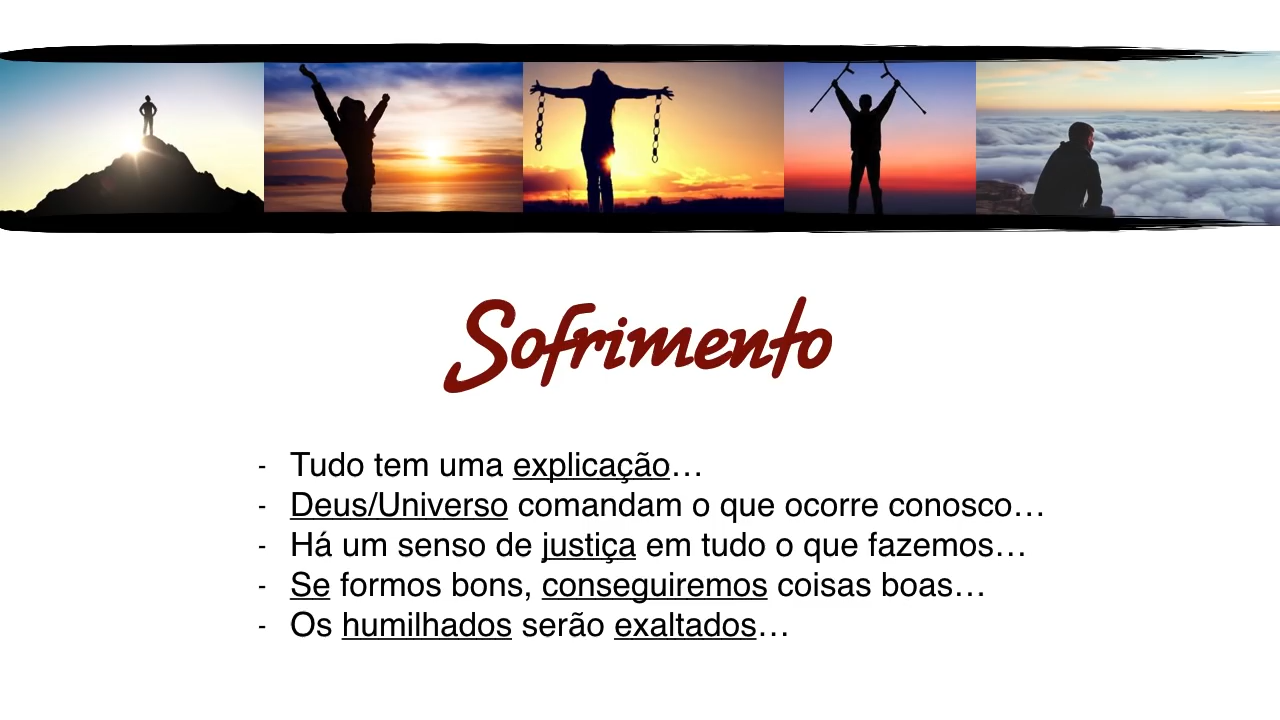 Sofrimento
- Tudo tem uma explicação…
- Deus/Universo comandam o que ocorre conosco…
- Há um senso de justiça em tudo o que fazemos…
- Se formos bons, conseguiremos coisas boas…
- Os humilhados serão exaltados…